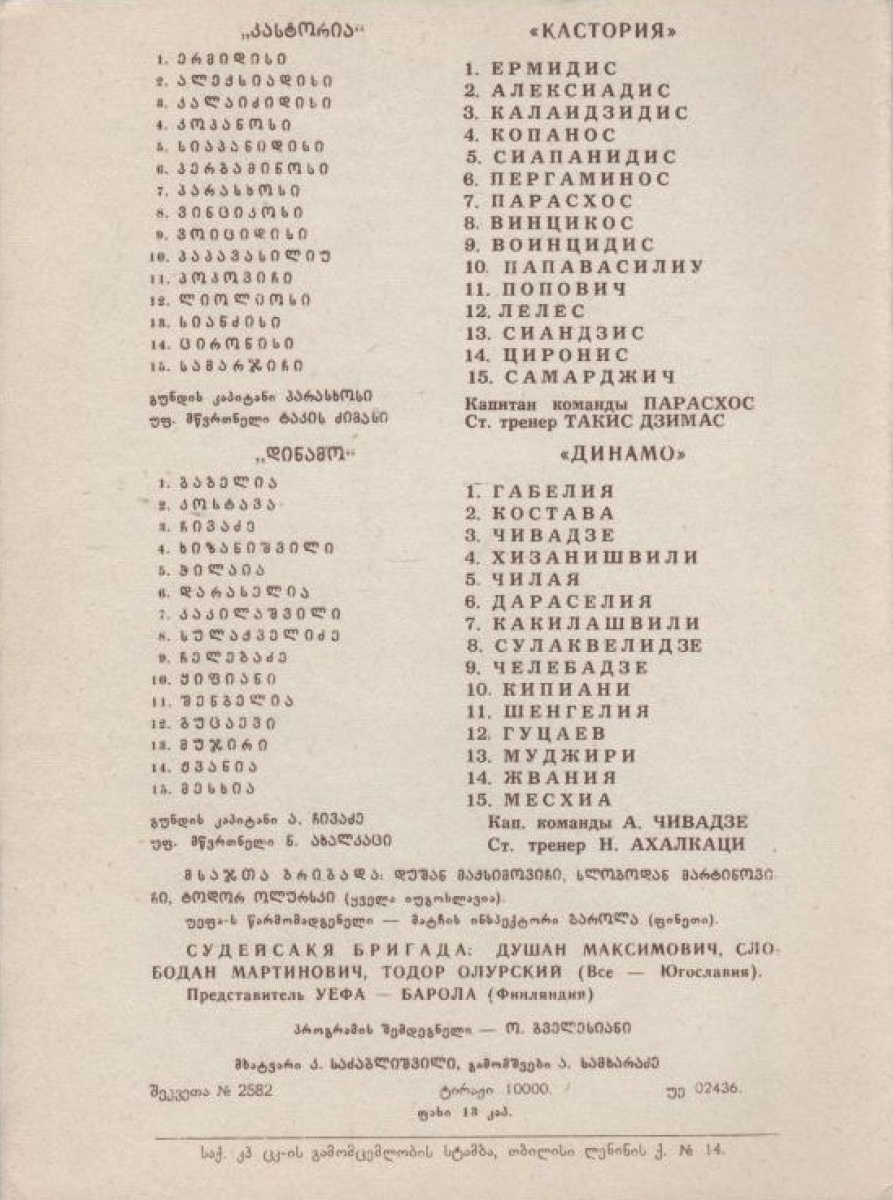 „კასტორია“
1. ერმიდისი
2. ალექსიადისი
3. კალაიძიდისი
4. კოპანოსი
5. სიაპანიდისი
6. პერგამინოსი
7. პარასხოსი
8. ვინციკოსი
9. ვოიციდისი
10. პაპავასილიუ
11. პოპოვიჩი
12. ლიოლიოსი
13. სიანძისი
14. ცირონისი
15. სამარჯიჩი
გუნდის კაპიტანი პარასხოსი
უფ. მწვრთნელი ტაკის ძიმასი
«КАСТОРИЯ»
1. ЕРМИДИС
2. АЛЕКСИАДИС
3. КАЛАИДЗИДИС
4. КОПАНОС
5. СИАПАНИДИС
6. ПЕРГАМИНОС
7. ПАРАСХОС
8. ВИНЦИКОС
9. ВОИНЦИДИС
10. ПАПАВАСИЛИУ
11. ПОПОВИЧ
12. ЛЕЛЕС
13. СИАНДЗИС
14. ЦИРОНИС
15. САМАРДЖИЧ
Капитан команды ПАРАСХОС
Ст. тренер ТАКИС ДЗИМАС
„დინამო“
1. გაბელია
2. კოსტავა
3. ჩივაძე
4. ხიზანიშვილი
5. ჭილაია
6. დარასელია
7. კაკილაშვილი
8. სულაქველიძე
9. ჩელებაძე
10. ყიფიანი
11. შენგელია
12. გუცაევი
13. მუჯირი
14. ჟვანია
15. მესხია
გუნდის კაპიტანი ა. ჩივაძე
უფ. მწვრთნელი ნ. ახალკაცი
«ДИНАМО»
1. ГАБЕЛИЯ
2. КОСТАВА
3. ЧИВАДЗЕ
4. ХИЗАНИШВИЛИ
5. ЧИЛАЯ
6. ДАРАСЕЛИЯ
7. КАКИЛАШВИЛИ
8. СУЛАКВЕЛИДЗЕ
9. ЧЕЛЕБАДЗЕ
10. КИПИАНИ
11. ШЕНГЕЛИЯ
12. ГУЦАЕВ
13. МУДЖИРИ
14. ЖВАНИЯ
15. МЕСХИА
Кап. команды А. ЧИВАДЗЕ
Ст. тренер Н. АХАЛКАЦИ
მსაჯთა ბრიგადა: დუშან მაქსიმოვიჩი, სლობოდან მარტინოვი-
ჩი, ტოდორ ოლურსკი (ყველა იუგოსლავია).
უეფა-ს წარმომადგენელი — მატჩის ინსპექტორი ბაროლა (ფინეთი).
СУДЕЙСАКЯ БРИГАДА: ДУШАН МАКСИМОВИЧ, СЛО-
БОДАН МАРТИНОВИЧ, ТОДОР ОЛУРСКИЙ (Все — Югославия).
Представитель УЕФА — БАРОЛА (Финляндия)
პროგრამის შემდეგნელი — ო. გველესიანი
მხატვარი კ. საძაგლიშვილი, გამომშვები ა. სამხარაძე
შეკვეთა № 2582 ტირაჟი 10000. უე 02436.
ფასი 13 კაპ.
საქ. კპ ცკ-ის გამომცემლობის სტამბა, თბილისი ლენინის ქ. № 14.